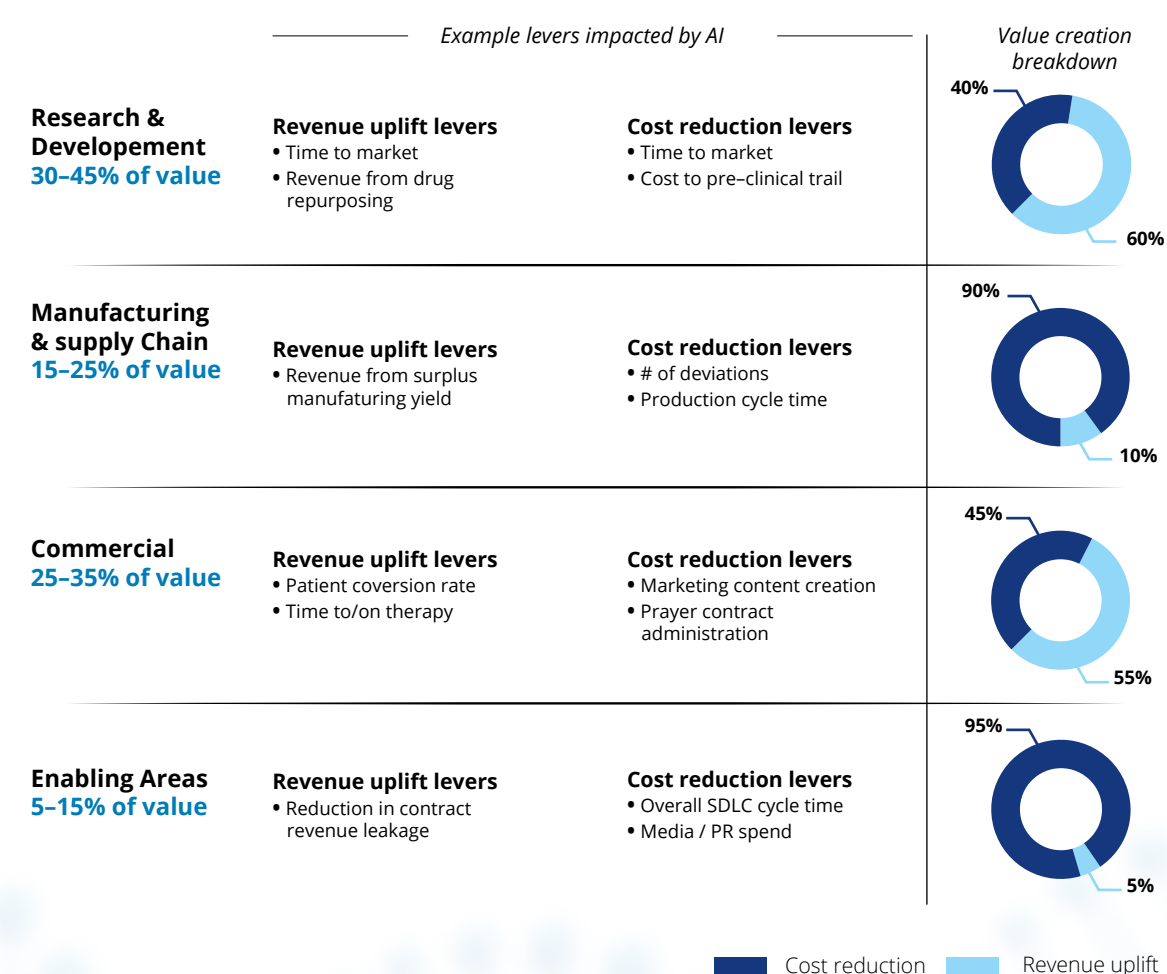 Example levers impacted by AI
Value creation
breakdown
Research &
Developement
30–45% of value
Revenue uplift levers
• Time to market
• Revenue from drug
repurposing
Cost reduction levers
• Time to market
• Cost to pre–clinical trail
40%
60%
Manufacturing
& supply Chain
15–25% of value
Revenue uplift levers
• Revenue from surplus
manufaturing yield
Cost reduction levers
• # of deviations
• Production cycle time
90%
10%
Commercial
25–35% of value
Revenue uplift levers
• Patient coversion rate
• Time to/on therapy
Cost reduction levers
• Marketing content creation
• Prayer contract
administration
45%
55%
Enabling Areas
5–15% of value
Revenue uplift levers
• Reduction in contract
revenue leakage
Cost reduction levers
• Overall SDLC cycle time
• Media / PR spend
95%
5%
Cost reduction
Revenue uplift